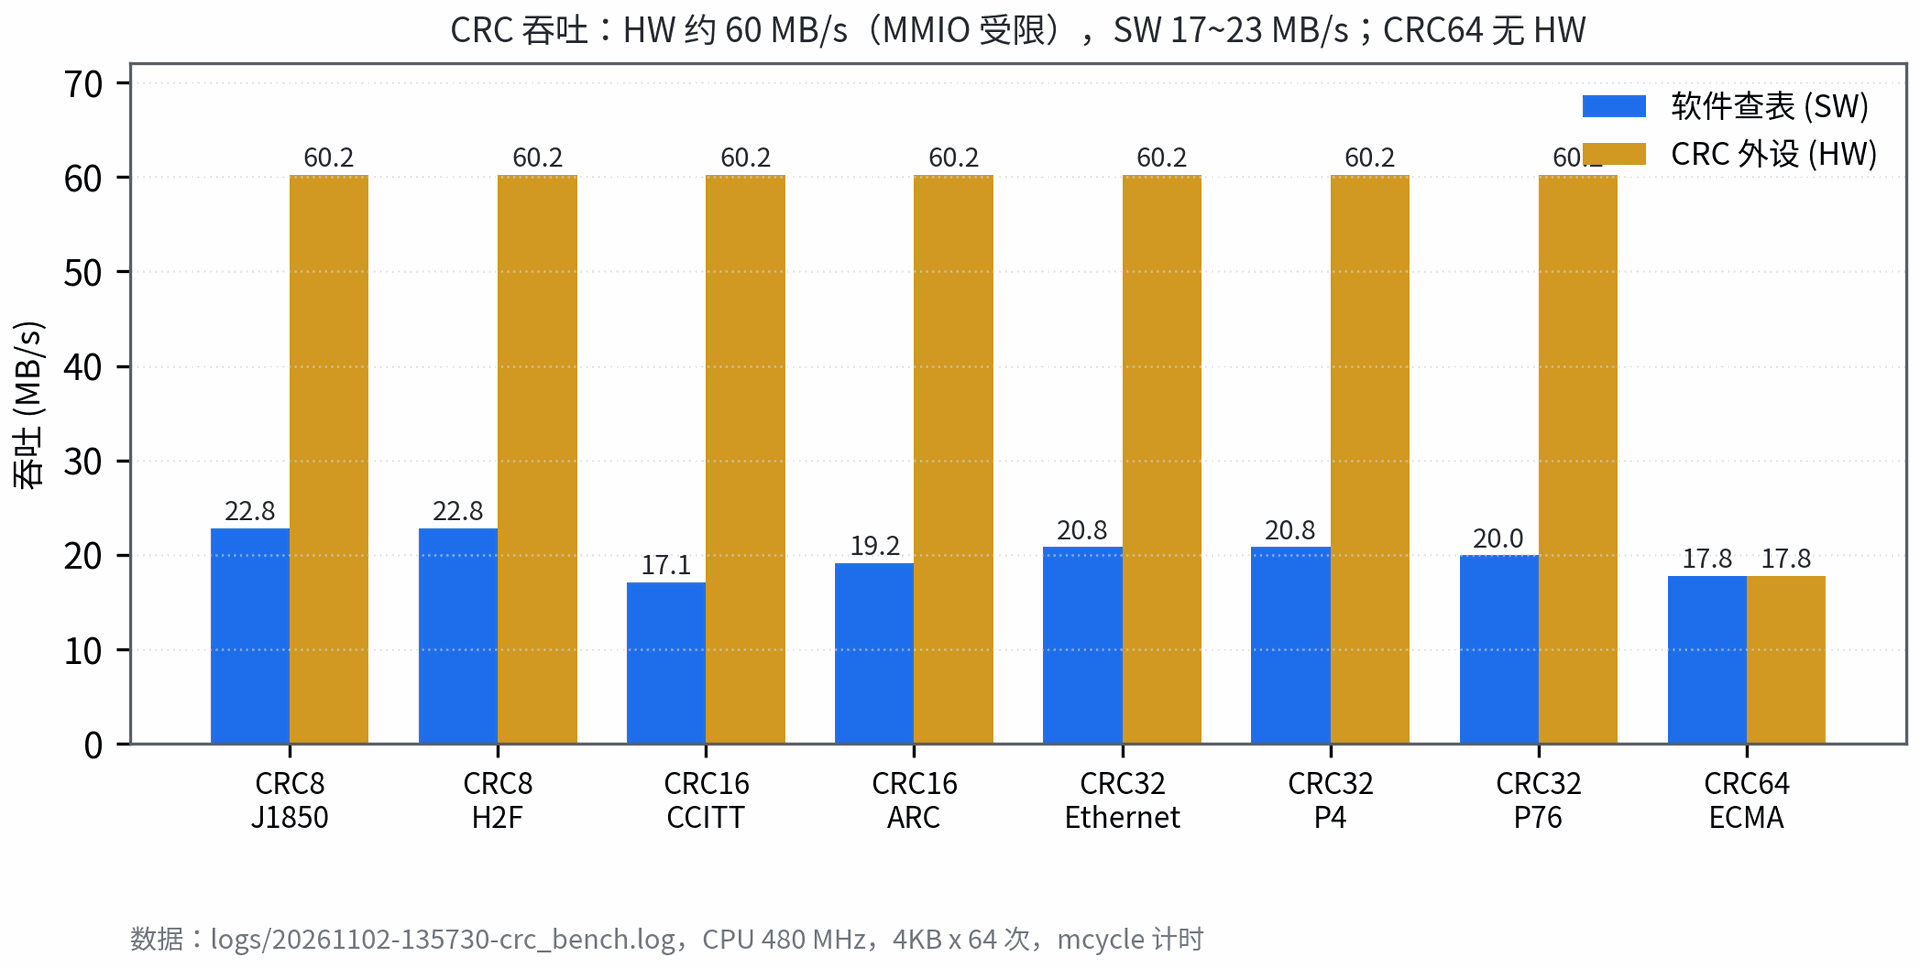 CRC 吞吐：HW 约 60 MB/s（MMIO 受限），SW 17~23 MB/s；CRC64 无 HW
软件查表 (SW)
CRC 外设 (HW)
吞吐 (MB/s)
70
60
50
40
30
20
10
0
60.2 60.2 60.2 60.2 60.2 60.2
22.8 22.8 17.1 19.2 20.8 20.8 20.0 17.8 17.8
CRC8 CRC8 CRC16 CRC16 CRC32 CRC32 CRC32 CRC64
J1850 H2F CCITT ARC Ethernet P4 P76 ECMA
数据：logs/20261102-135730-crc_bench.log，CPU 480 MHz，4KB x 64 次，mcycle 计时